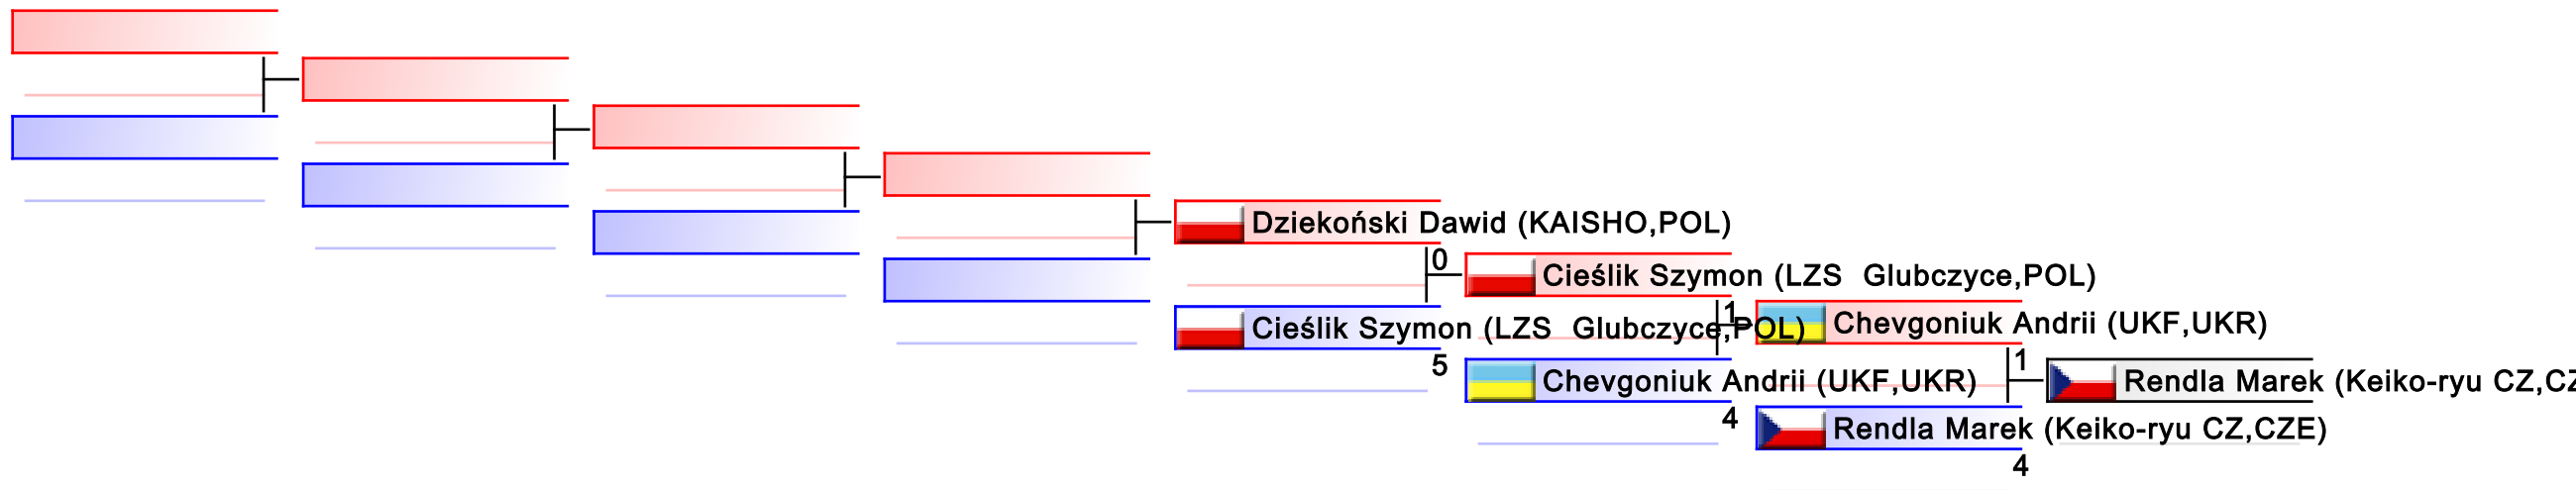 Dziekoński Dawid (KAISHO,POL)
0
Cieślik Szymon (LZS  Glubczyce,POL)
1
Chevgoniuk Andrii (UKF,UKR)
Cieślik Szymon (LZS  Glubczyce,POL)
5
1
Chevgoniuk Andrii (UKF,UKR)
Rendla Marek (Keiko-ryu CZ,CZ
4
Rendla Marek (Keiko-ryu CZ,CZE)
4